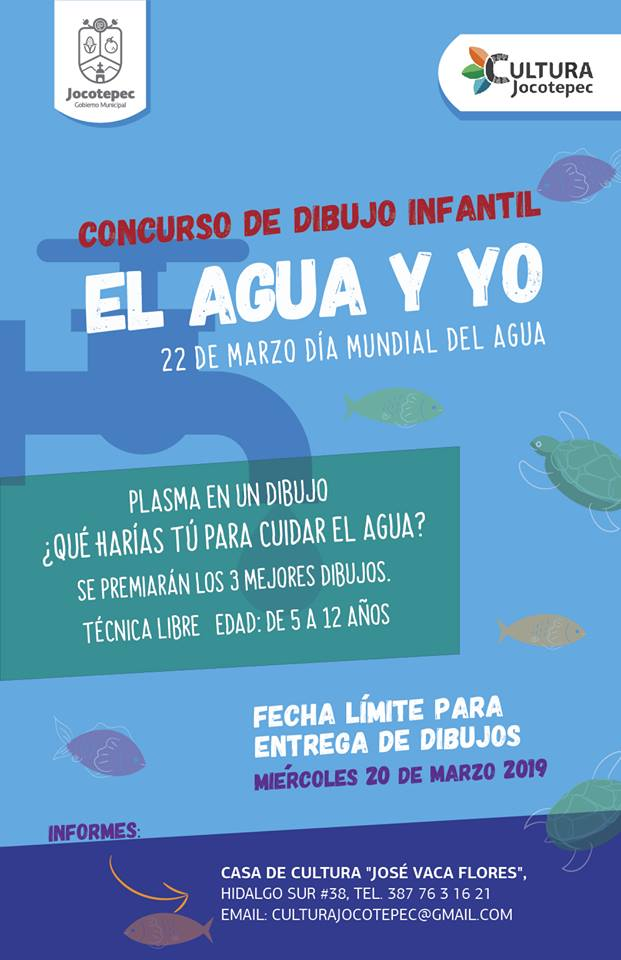 Jocotepec
Gobierno Municipal
CULTURA
Jocotepec
CONCURSO DE DIBUJO INFANTIL
EL AGUA Y YO
22 DE MARZO DÍA MUNDIAL DEL AGUA
PLASMA EN UN DIBUJO
¿QUÉ HARÍAS TÚ PARA CUIDAR EL AGUA?
SE PREMIARÁN LOS 3 MEJORES DIBUJOS.
TÉCNICA LIBRE EDAD: DE 5 A 12 AÑOS
FECHA LÍMITE PARA
ENTREGA DE DIBUJOS
MIÉRCOLES 20 DE MARZO 2019
INFORMES:
CASA DE CULTURA "JOSÉ VACA FLORES",
HIDALGO SUR #38, TEL. 387 76 3 16 21
EMAIL: CULTURAJOCOTEPEC@GMAIL.COM